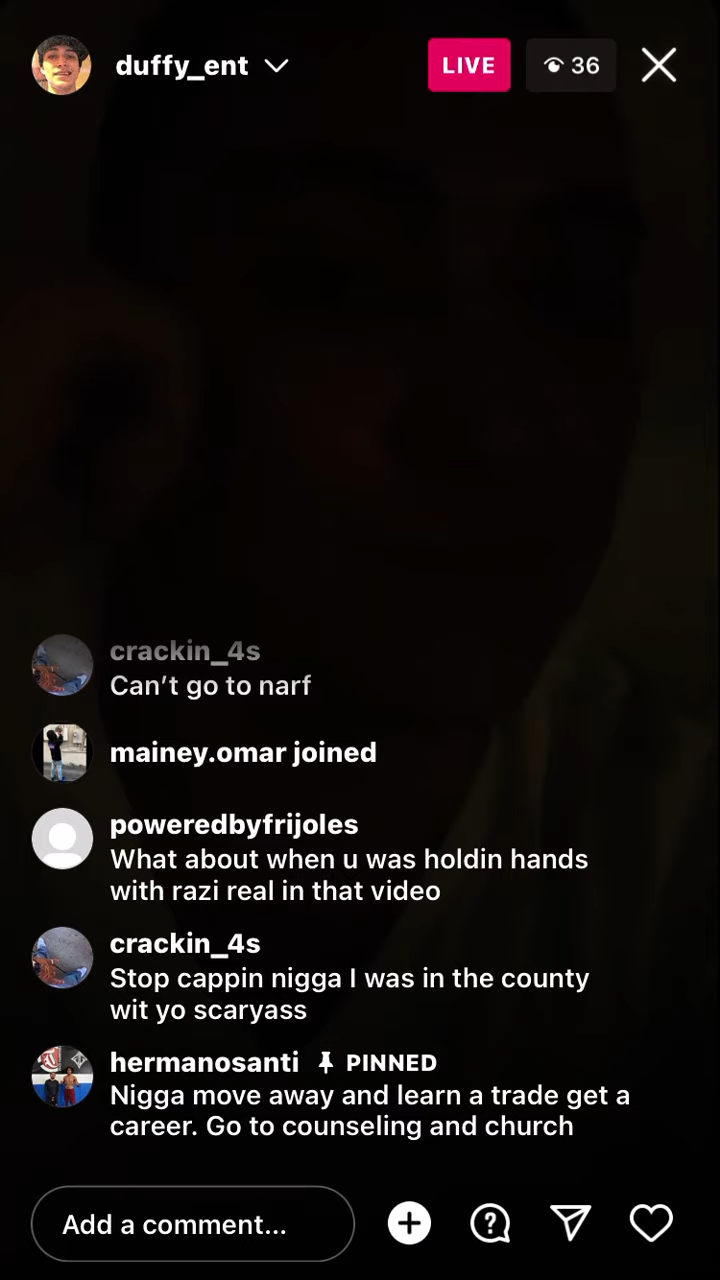 duffy_ent
LIVE
36
crackin_4s
Can’t go to narf
mainey.omar joined
poweredbyfrijoles
What about when u was holdin hands
with razi real in that video
crackin_4s
Stop cappin nigga I was in the county
wit yo scaryass
hermanosanti PINNED
Nigga move away and learn a trade get a
career. Go to counseling and church
Add a comment...